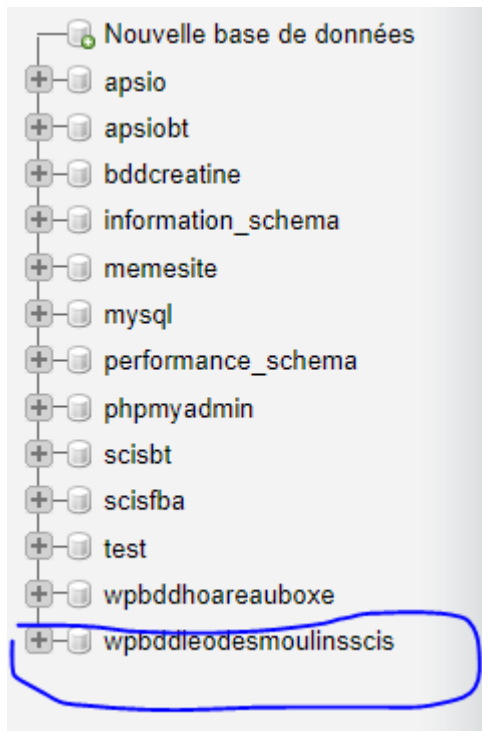 Nouvelle base de données
apsio
apsiobt
bddcreatine
information_schema
memesite
mysql
performance_schema
phpmyadmin
scisbt
scisfba
test
wpbddhoareauboxe
wpbddleodesmoulinsscis